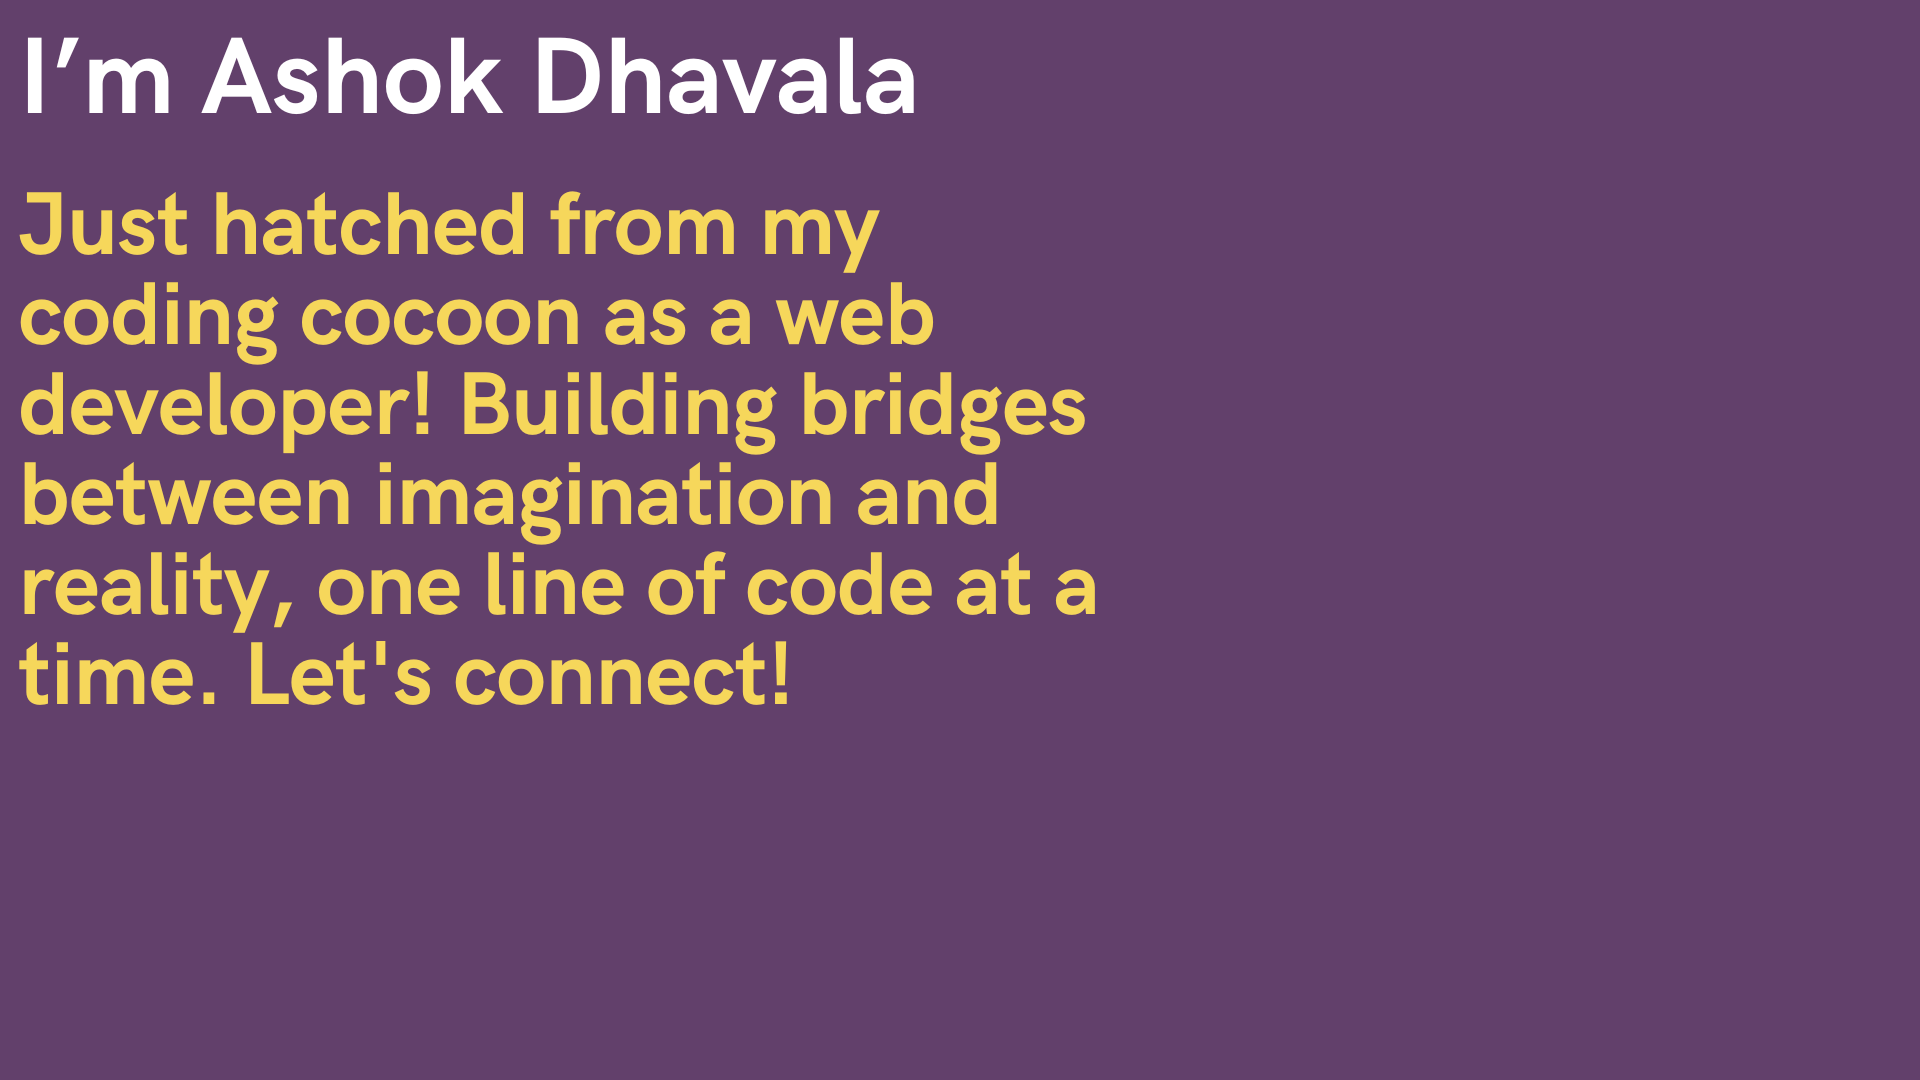 I’m Ashok Dhavala
Just hatched from my
coding cocoon as a web
developer! Building bridges
between imagination and
reality, one line of code at a
time. Let's connect!